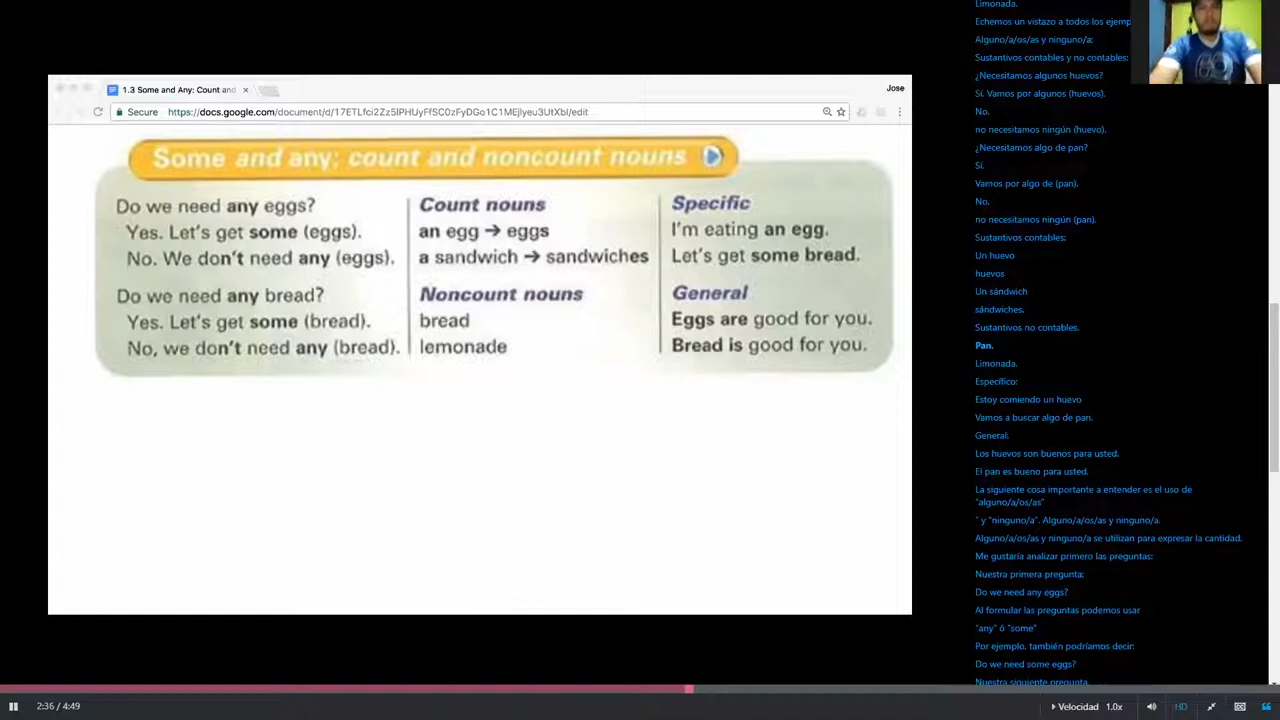 1.3 Some and Any: Count and
Jose
Secure https://docs.google.com/document/d/17ETLfci2Zz5lPHUyFfSC0zFyDGo1C1MEjlyeu3UtXbI/edit
Some and any; count and noncount nouns
Do we need any eggs?
Yes. Let's get some (eggs).
No. We don't need any (eggs).
Do we need any bread?
Yes. Let's get some (bread).
No, we don't need any (bread).
Count nouns
an egg → eggs
a sandwich → sandwiches
Noncount nouns
bread
lemonade
Specific
I'm eating an egg.
Let's get some bread.
General
Eggs are good for you.
Bread is good for you.
Limonada.
Echemos un vistazo a todos los ejemp
Alguno/a/os/as y ninguno/a;
Sustantivos contables y no contables:
¿Necesitamos algunos huevos?
Sí. Vamos por algunos (huevos).
No,
no necesitamos ningún (huevo).
¿Necesitamos algo de pan?
Sí.
Vamos por algo de (pan).
No,
no necesitamos ningún (pan).
Sustantivos contables:
Un huevo
huevos
Un sándwich
sándwiches.
Sustantivos no contables.
Pan.
Limonada.
Específico:
Estoy comiendo un huevo
Vamos a buscar algo de pan.
General:
Los huevos son buenos para usted.
El pan es bueno para usted.
La siguiente cosa importante a entender es el uso de
"alguno/a/os/as"
" y "ninguno/a". Alguno/a/os/as y ninguno/a.
Alguno/a/os/as y ninguno/a se utilizan para expresar la cantidad.
Me gustaría analizar primero las preguntas:
Nuestra primera pregunta:
Do we need any eggs?
Al formular las preguntas podemos usar
"any" ó "some"
Por ejemplo, también podríamos decir:
Do we need some eggs?
Nuestra siguiente pregunta,
2:36 / 4:49
Velocidad 1.0x
HD